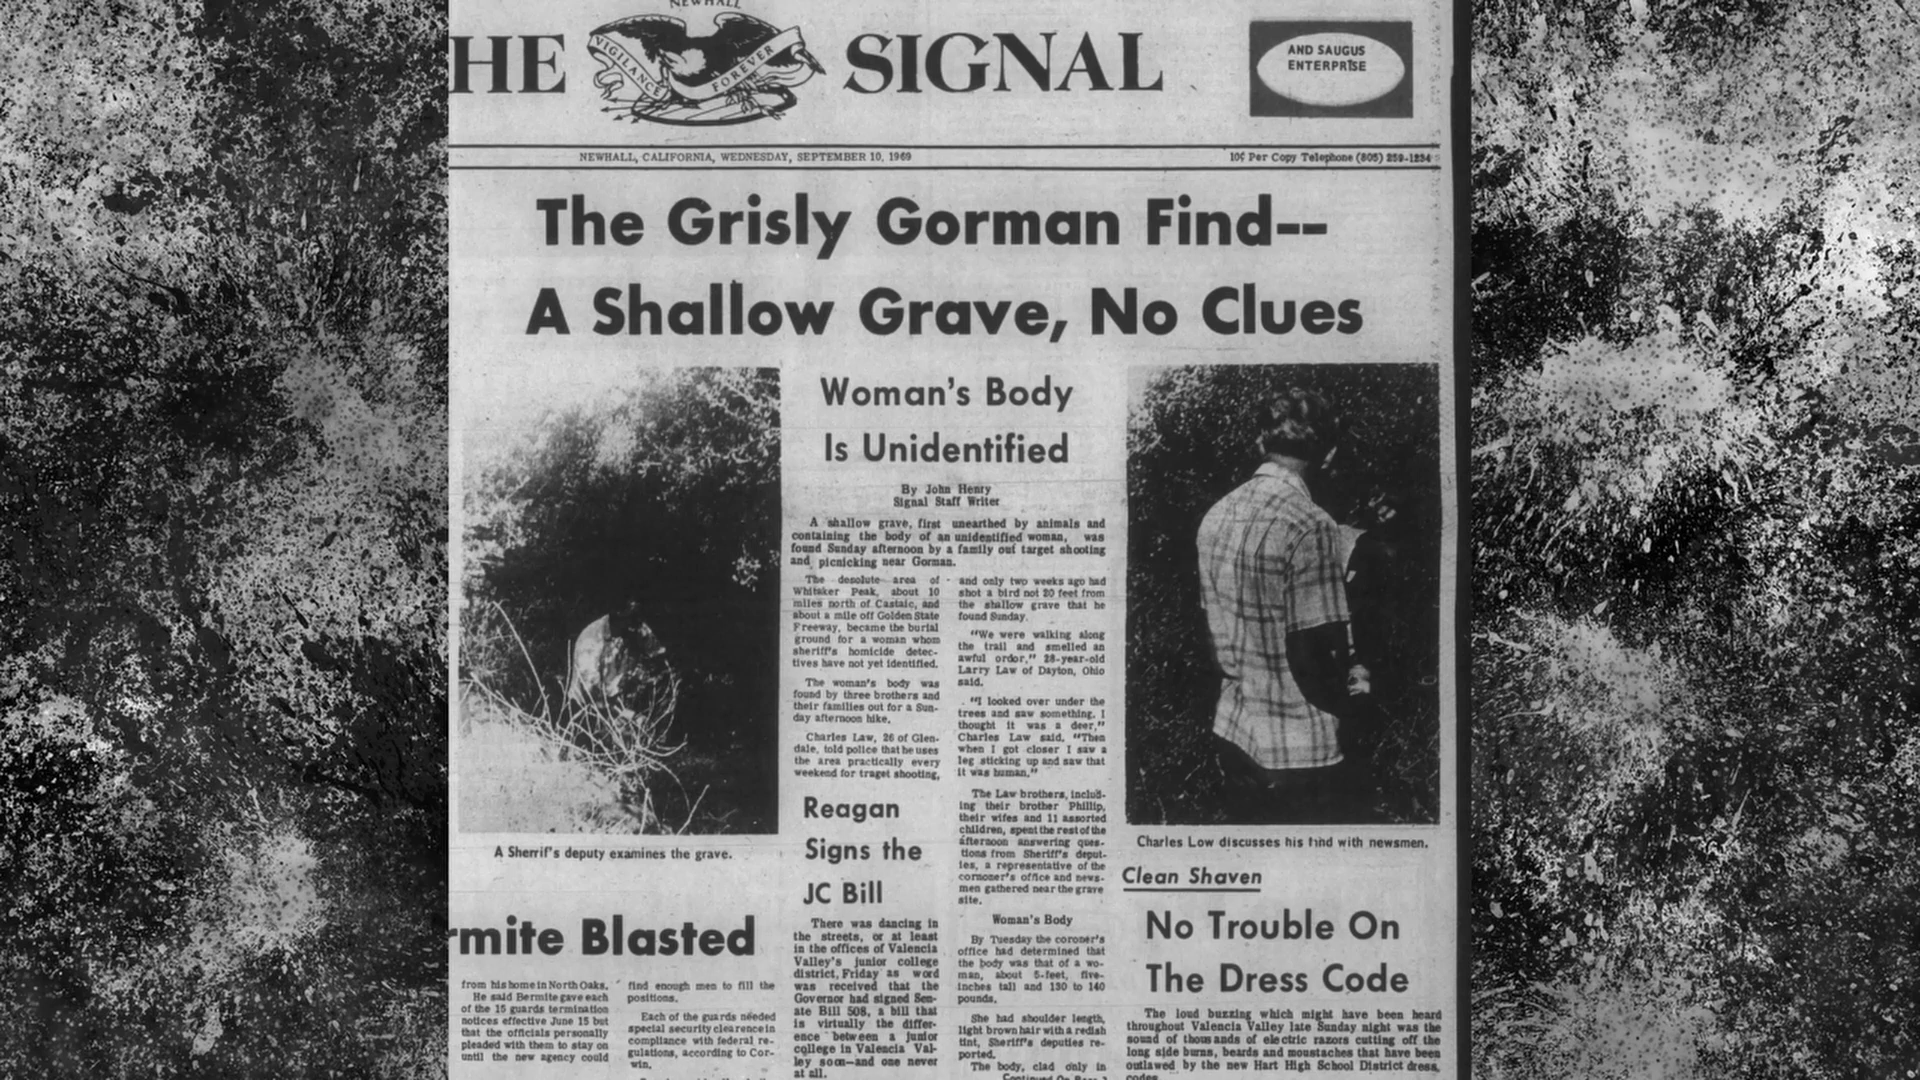 NEWHALL
HE
VIGILANCE
FOREVER
SIGNAL
AND SAUGUS
ENTERPRISE
NEWHALL, CALIFORNIA, WEDNESDAY, SEPTEMBER 10, 1969
10¢ Per Copy Telephone (805) 259-1234
The Grisly Gorman Find--
A Shallow Grave, No Clues
Woman's Body
Is Unidentified
By John Henry
Signal Staff Writer
A shallow grave, first unearthed by animals and
containing the body of an unidentified woman, was
found Sunday afternoon by a family out target shooting
and picnicking near Gorman.
The desolute area of
Whitaker Peak, about 10
miles north of Castaic, and
about a mile off Golden State
Freeway, became the burial
ground for a woman whom
sheriff's homicide detec-
tives have not yet identified.
The woman's body was
found by three brothers and
their families out for a Sun-
day afternoon hike.
Charles Law, 26 of Glen-
dale, told police that he uses
the area practically every
weekend for traget shooting,
and only two weeks ago had
shot a bird not 20 feet from
the shallow grave that he
found Sunday.
"We were walking along
the trail and smelled an
awful ordor," 28-year-old
Larry Law of Dayton, Ohio
said.
"I looked over under the
trees and saw something. I
thought it was a deer,"
Charles Law said. "Then
when I got closer I saw a
leg sticking up and saw that
it was human."
The Law brothers, includ-
ing their brother Phillip,
their wifes and 11 assorted
children, spent the rest of the
afternoon answering ques-
tions from Sheriff's deput-
ies, a representative of the
cornoner's office and news-
men gathered near the grave
site.
Woman's Body
By Tuesday the coroner's
office had determined that
the body was that of a wo-
man, about 5-feet, five-
inches tall and 130 to 140
pounds.
She had shoulder length,
light brown hair with a redish
tint, Sheriff's deputies re-
ported.
The body, clad only in
Continued On Page
A Sherrif's deputy examines the grave.
Charles Low discusses his find with newsmen.
rmite Blasted
from his home in North Oaks.
He said Bermite gave each
of the 15 guards termination
notices effective June 15 but
that the officials personally
pleaded with them to stay on
until the new agency could
find enough men to fill the
positions.
Each of the guards needed
special security clearence in
compliance with federal re-
gulations, according to Cor-
win.
Reagan
Signs the
JC Bill
There was dancing in
the streets, or at least
in the offices of Valencia
Valley's junior college
district, Friday as word
was received that the
Governor had signed Sen-
ate Bill 508, a bill that
is virtually the differ-
ence between a junior
college in Valencia Val-
ley soon—and one never
at all.
Clean Shaven
No Trouble On
The Dress Code
The loud buzzing which might have been heard
throughout Valencia Valley late Sunday night was the
sound of thousands of electric razors cutting off the
long side burns, beards and moustaches that have been
outlawed by the new Hart High School District dress
codes.